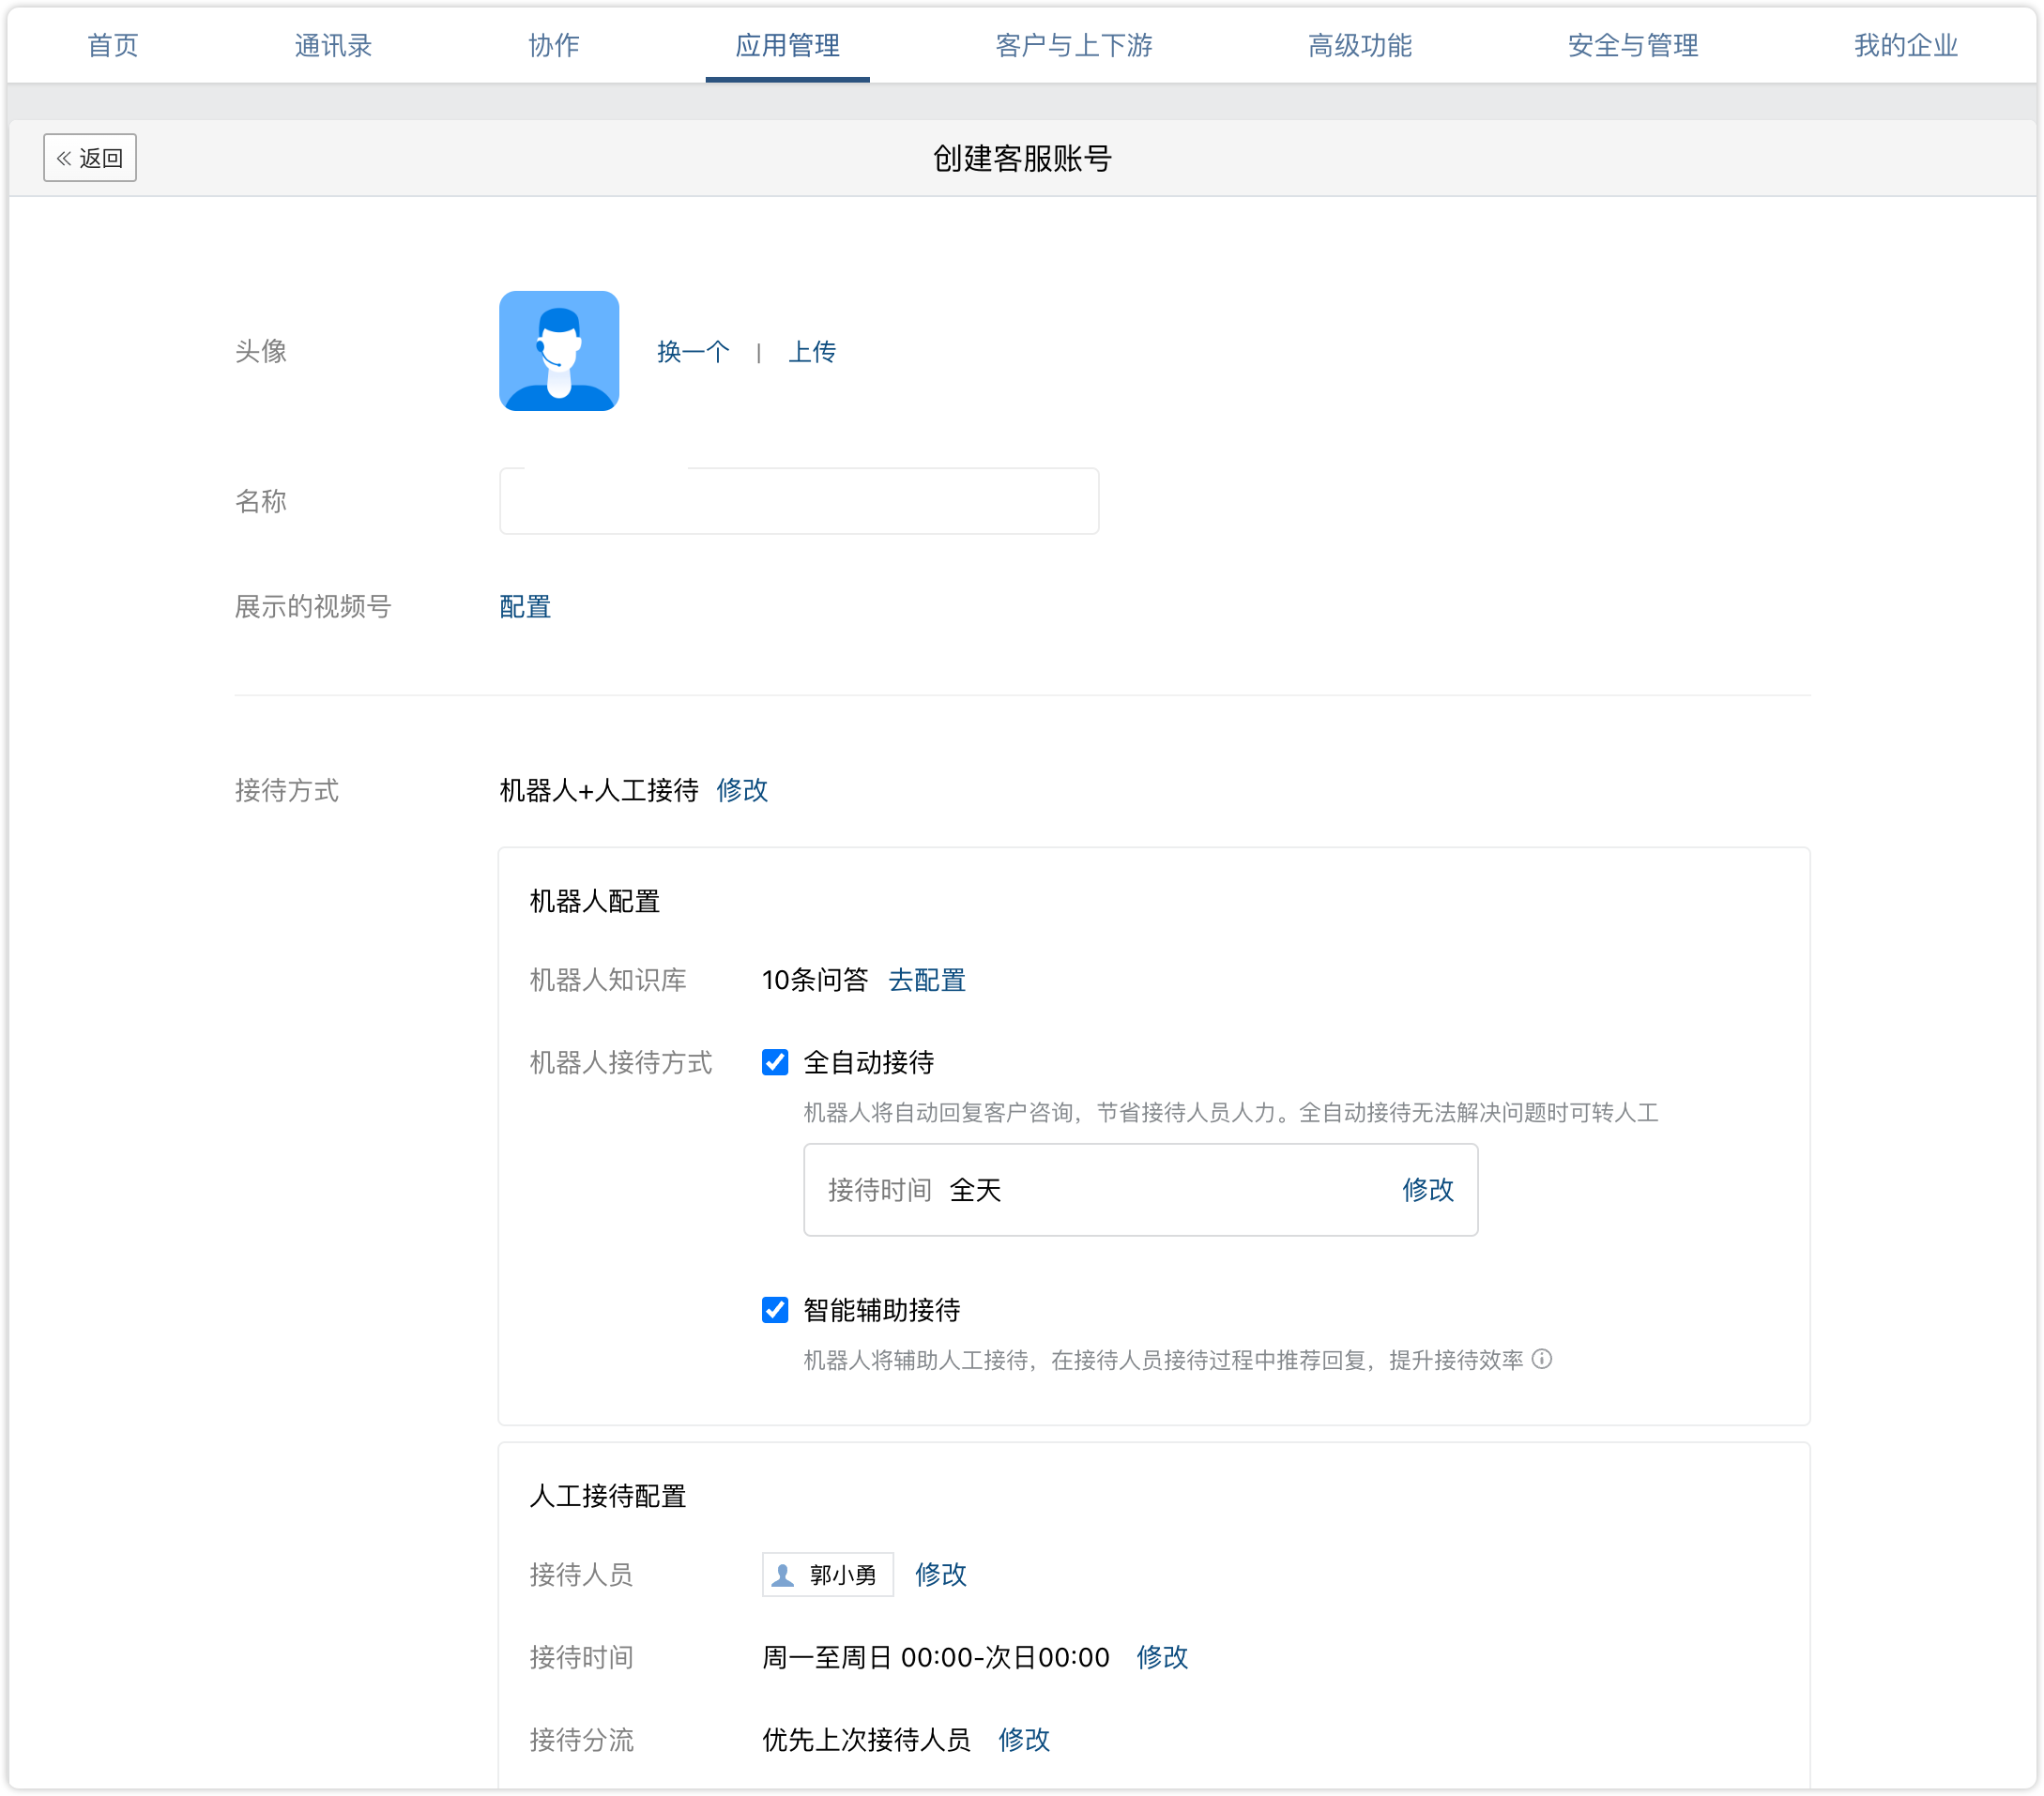 首页 通讯录 协作 应用管理 客户与上下游 高级功能 安全与管理 我的企业
« 返回 创建客服账号
头像 换一个 | 上传
名称
展示的视频号 配置
接待方式 机器人+人工接待 修改
机器人配置
机器人知识库 10条问答 去配置
机器人接待方式 全自动接待
机器人将自动回复客户咨询，节省接待人员人力。全自动接待无法解决问题时可转人工
接待时间 全天 修改
智能辅助接待
机器人将辅助人工接待，在接待人员接待过程中推荐回复，提升接待效率
人工接待配置
接待人员 郭小勇 修改
接待时间 周一至周日 00:00-次日00:00 修改
接待分流 优先上次接待人员 修改